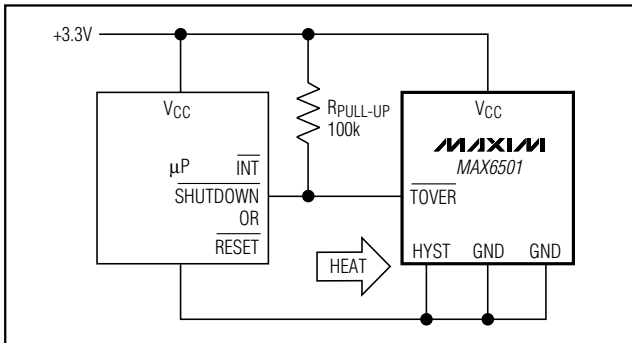 +3.3V
VCC
μP
INT
SHUTDOWN
OR
RESET
RPULL-UP
100k
HEAT
VCC
MAXIM
MAX6501
TOVER
HYST GND GND